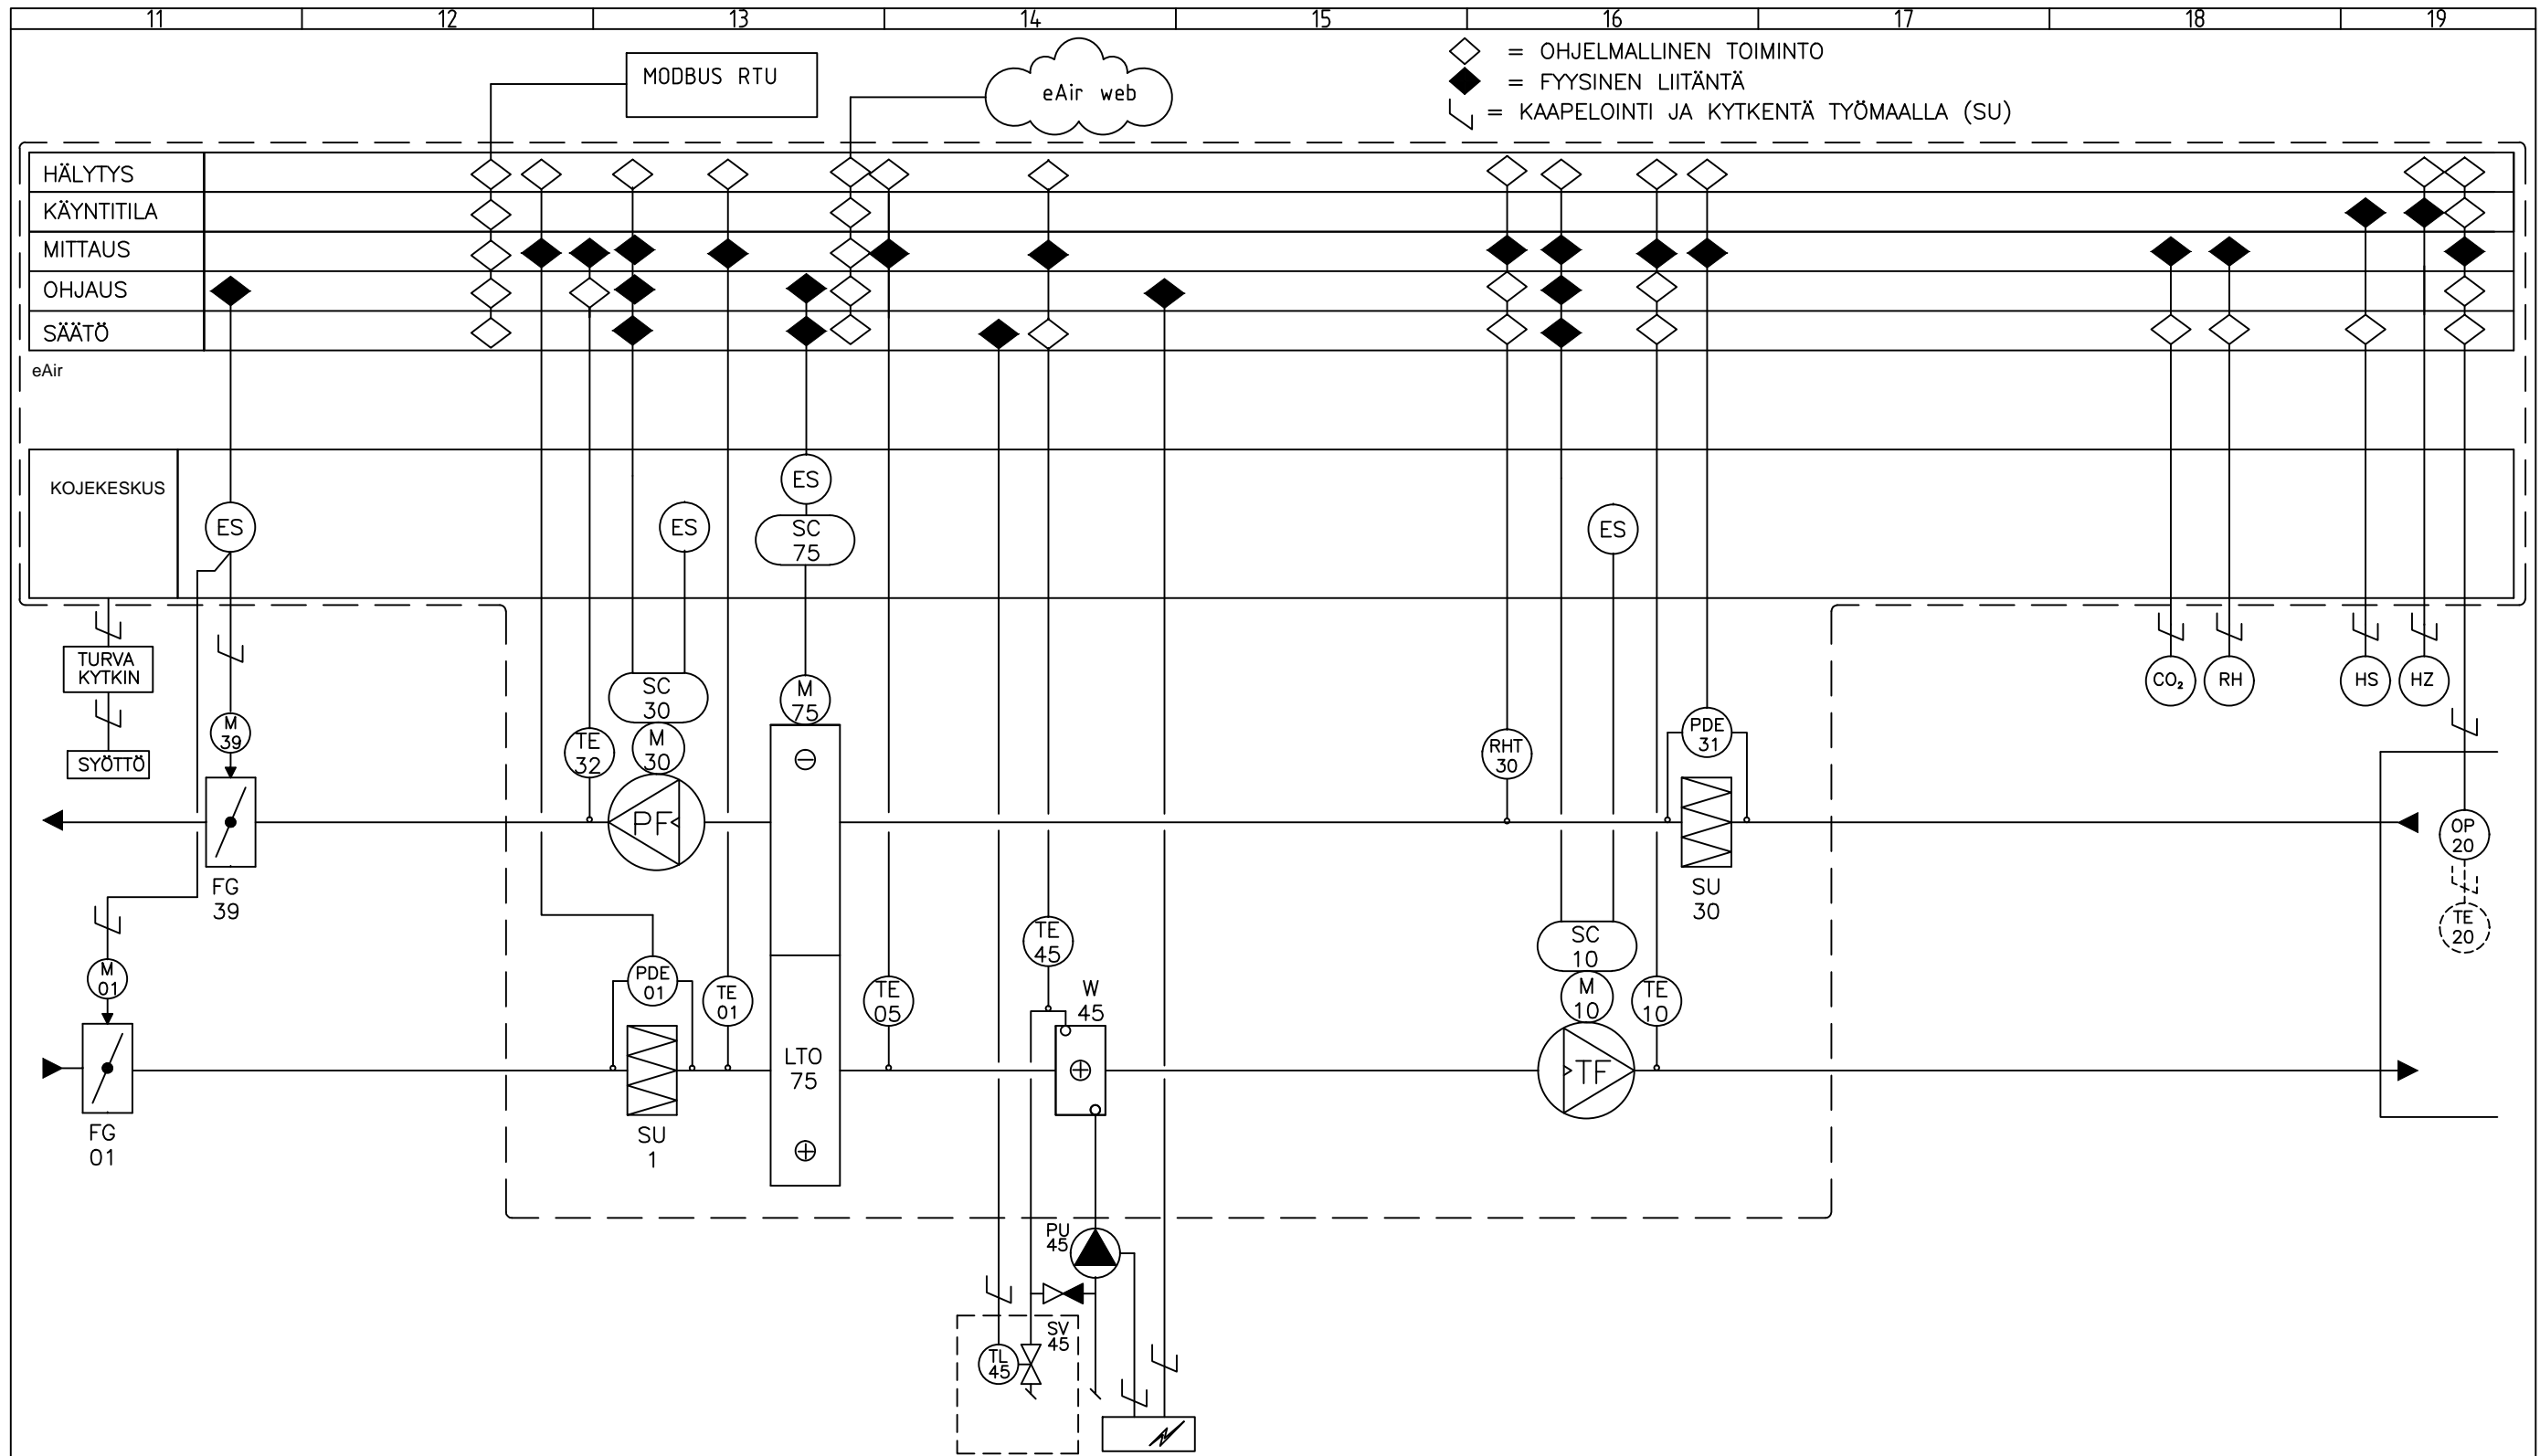 11 12 13 14 15 16 17 18 19
MODBUS RTU
eAir web
= OHJELMALLINEN TOIMINTO
= FYYSINEN LIITÄNTÄ
= KAAPELOINTI JA KYTKENTÄ TYÖMAALLA (SU)
HÄLYTYS
KÄYNTITILA
MITTAUS
OHJAUS
SÄÄTÖ
eAir
KOJEKESKUS
ES
ES
ES
SC
75
ES
TURVA
KYTKIN
SYÖTTÖ
M
39
TE
32
SC
30
M
30
M
75
RHT
30
PDE
31
CO₂
RH
HS
HZ
PF
OP
20
TE
20
FG
39
SU
30
M
01
PDE
01
TE
01
TE
05
TE
45
W
45
SC
10
M
10
TE
10
LTO
75
TF
FG
01
SU
1
PU
45
SV
45
TL
45